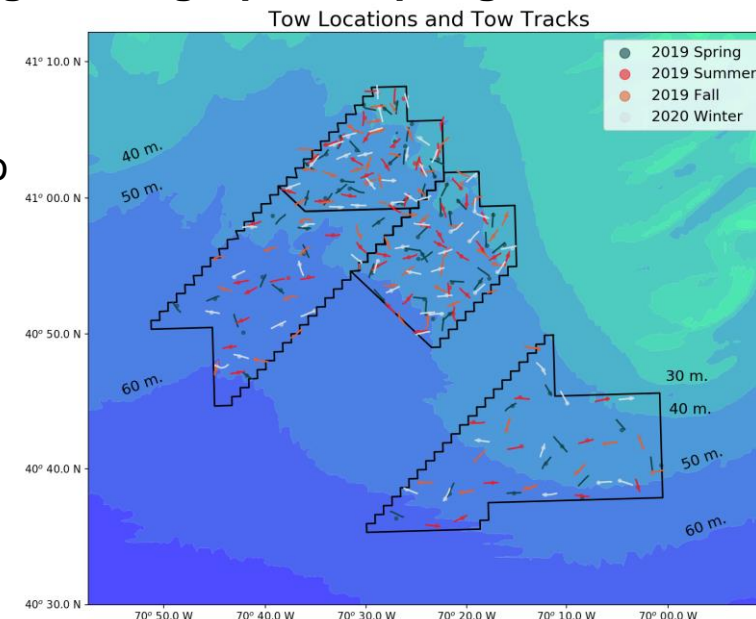 Tow Locations and Tow Tracks
41° 10.0 N
41° 00.0 N
40° 50.0 N
40° 40.0 N
40° 30.0 N
2019 Spring
2019 Summer
2019 Fall
2020 Winter
40 m.
50 m.
60 m.
30 m.
40 m.
50 m.
60 m.
70° 50.0 W 70° 40.0 W 70° 30.0 W 70° 20.0 W 70° 10.0 W 70° 00.0 W